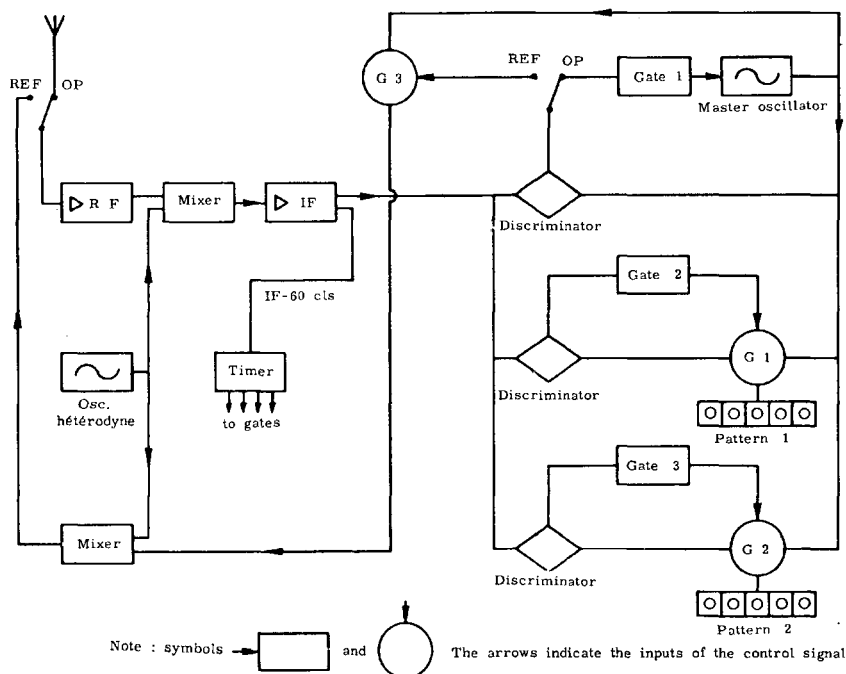 G 3
REF
OP
Gate 1
Master oscillator
REF
OP
R F
Mixer
IF
Discriminator
IF-60 cls
Gate 2
Timer
to gates
Osc.
hétérodyne
Discriminator
G 1
Pattern 1
Gate 3
Mixer
Discriminator
G 2
Pattern 2
Note : symbols and The arrows indicate the inputs of the control signal